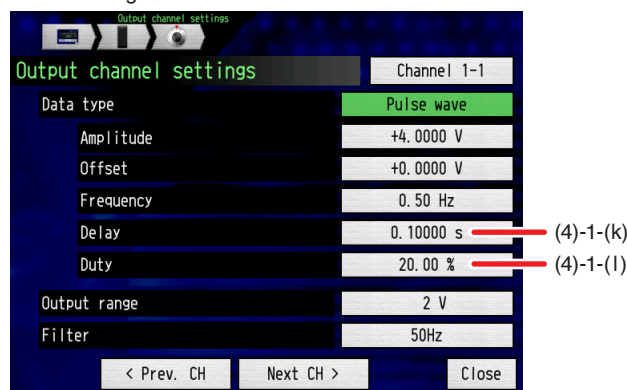 Output channel settings
Output channel settings
Channel 1-1
Data type
Pulse wave
Amplitude
+4.0000 V
Offset
+0.0000 V
Frequency
0.50 Hz
Delay
0.10000 s
(4)-1-(k)
Duty
20.00 %
(4)-1-(l)
Output range
2 V
Filter
50Hz
< Prev. CH
Next CH >
Close